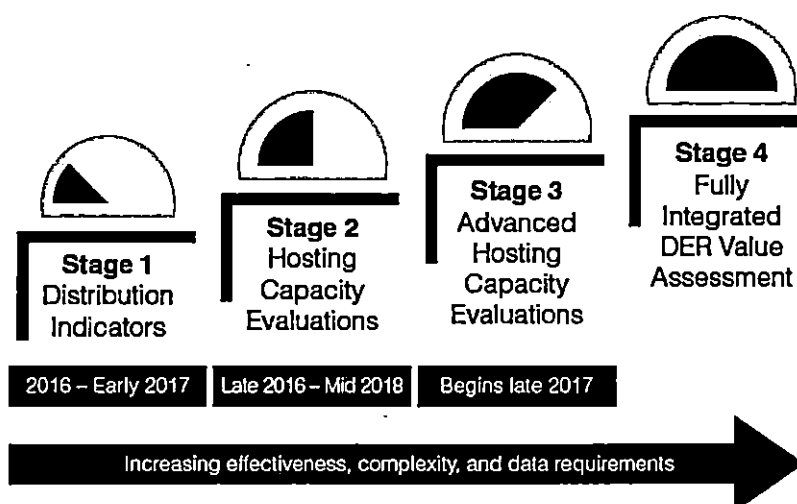 Stage 1
Distribution
Indicators
Stage 2
Hosting
Capacity
Evaluations
Stage 3
Advanced
Hosting
Capacity
Evaluations
Stage 4
Fully
Integrated
DER Value
Assessment
2016 – Early 2017
Late 2016 – Mid 2018
Begins late 2017
Increasing effectiveness, complexity, and data requirements